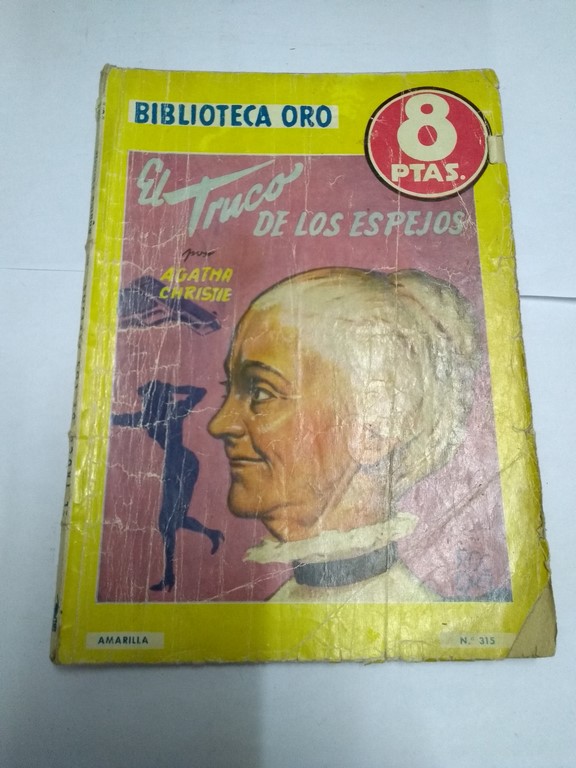 BIBLIOTECA ORO
8
PTAS.
El Truco
DE LOS ESPEJOS
por
AGATHA
CHRISTIE
AMARILLA
N.º 315